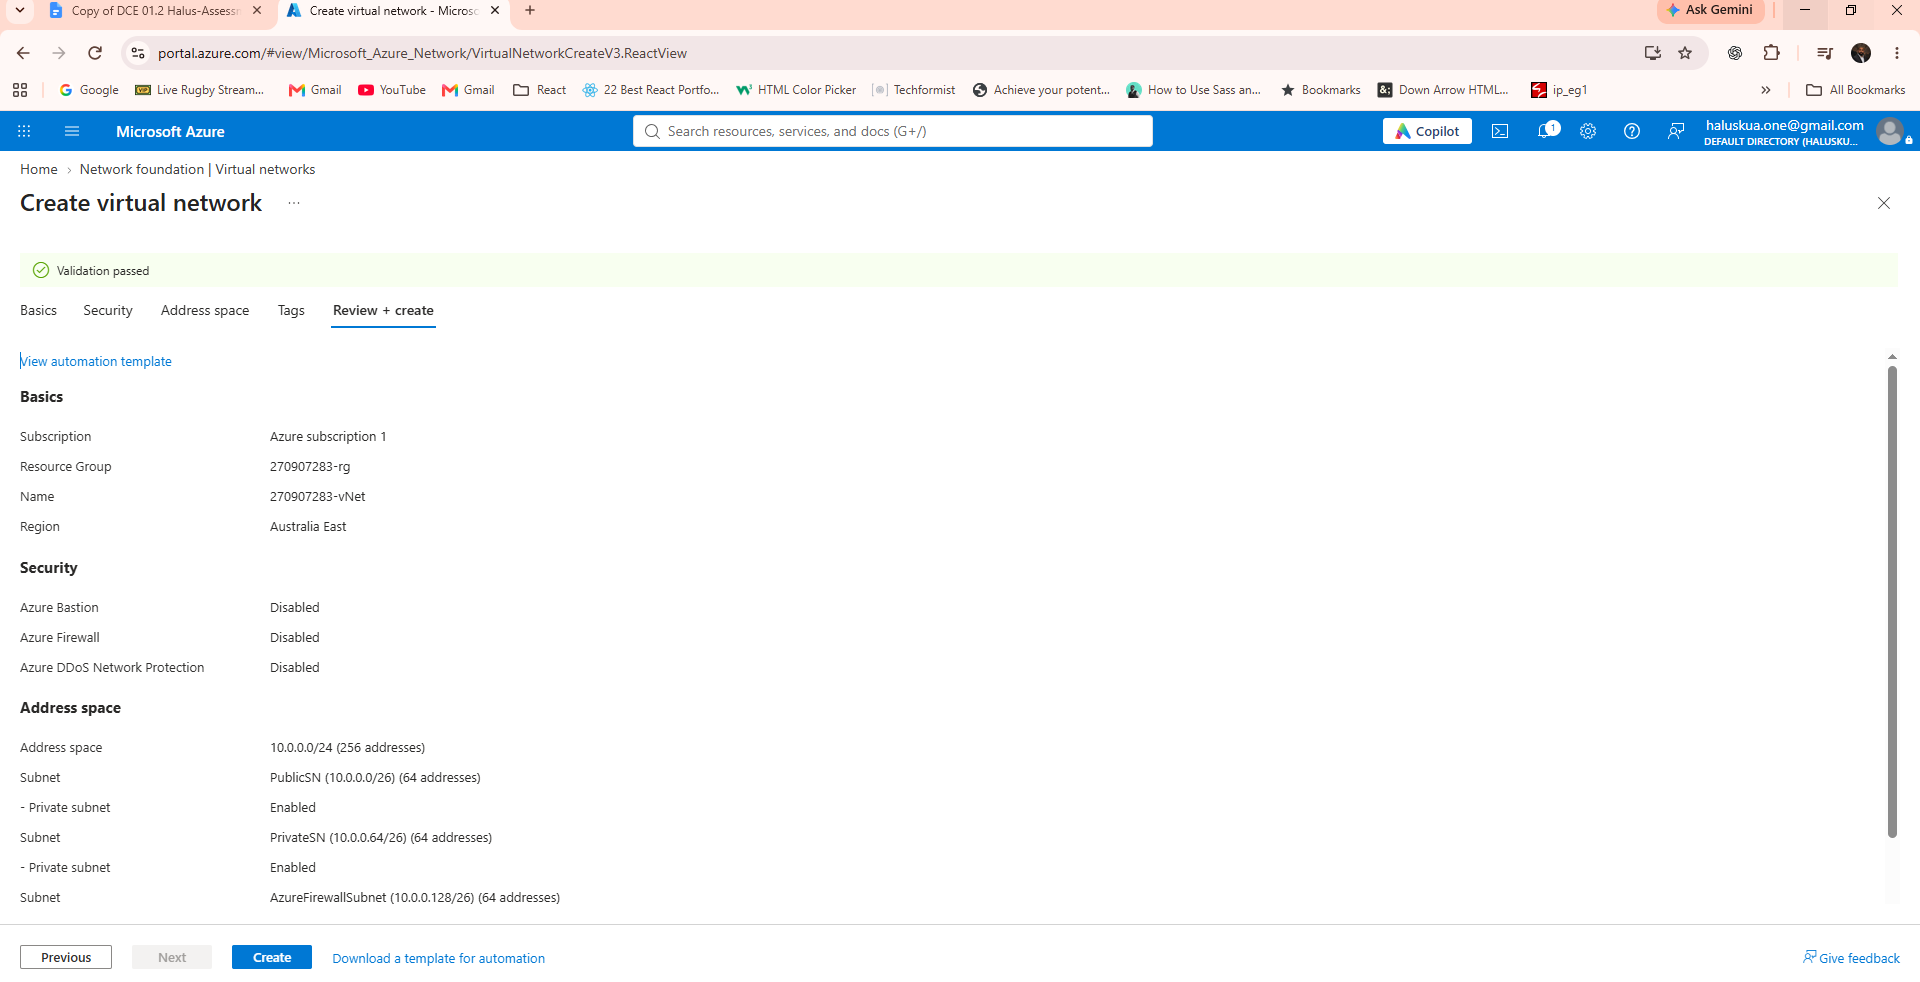 Copy of DCE 01.2 Halus-Assessn
Create virtual network - Micros
Ask Gemini
portal.azure.com/#view/Microsoft_Azure_Network/VirtualNetworkCreateV3.ReactView
Google
Live Rugby Stream...
Gmail
YouTube
Gmail
React
22 Best React Portfo...
HTML Color Picker
Techformist
Achieve your potent...
How to Use Sass an...
Bookmarks
Down Arrow HTML...
ip_eg1
All Bookmarks
Microsoft Azure
Search resources, services, and docs (G+/)
Copilot
1
haluskua.one@gmail.com
DEFAULT DIRECTORY (HALUSKU...
Home > Network foundation | Virtual networks
Create virtual network ...
Validation passed
Basics
Security
Address space
Tags
Review + create
View automation template
Basics
Subscription Azure subscription 1
Resource Group 270907283-rg
Name 270907283-vNet
Region Australia East
Security
Azure Bastion Disabled
Azure Firewall Disabled
Azure DDoS Network Protection Disabled
Address space
Address space 10.0.0.0/24 (256 addresses)
Subnet PublicSN (10.0.0.0/26) (64 addresses)
- Private subnet Enabled
Subnet PrivateSN (10.0.0.64/26) (64 addresses)
- Private subnet Enabled
Subnet AzureFirewallSubnet (10.0.0.128/26) (64 addresses)
Previous
Next
Create
Download a template for automation
Give feedback